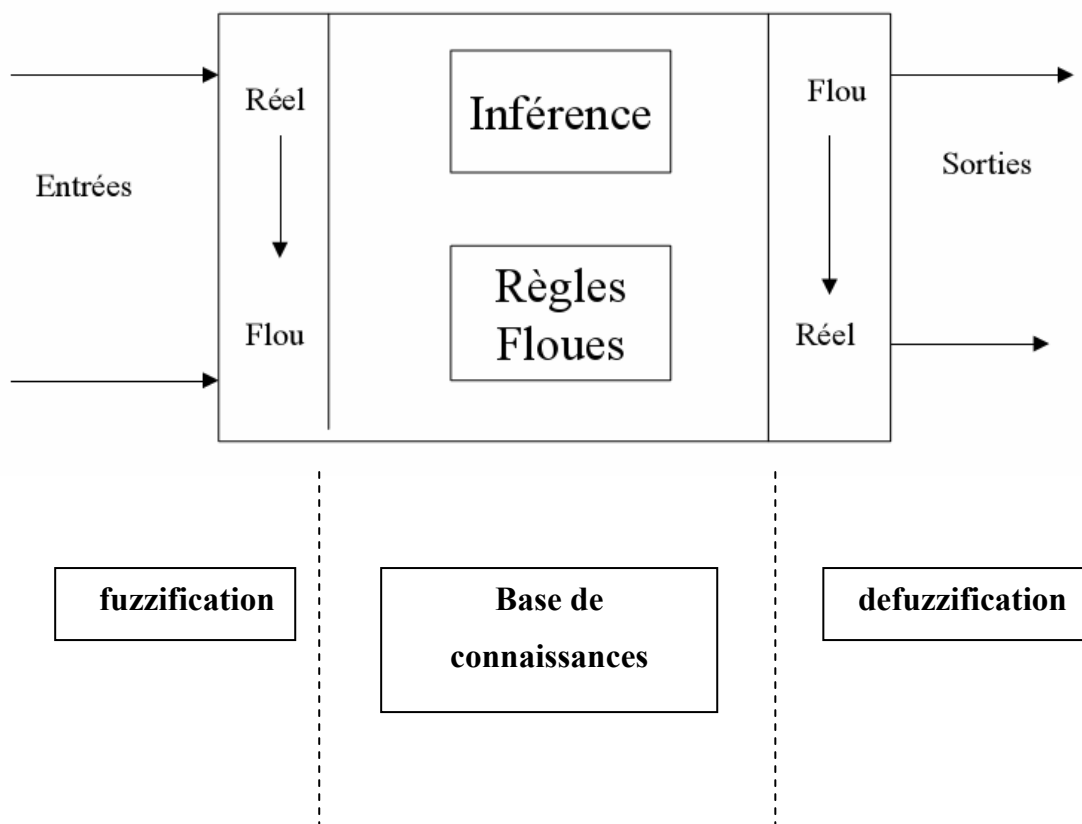 Entrées
Réel
Flou
Inférence
Règles
Floues
Flou
Réel
Sorties
fuzzification
Base de
connaissances
defuzzification